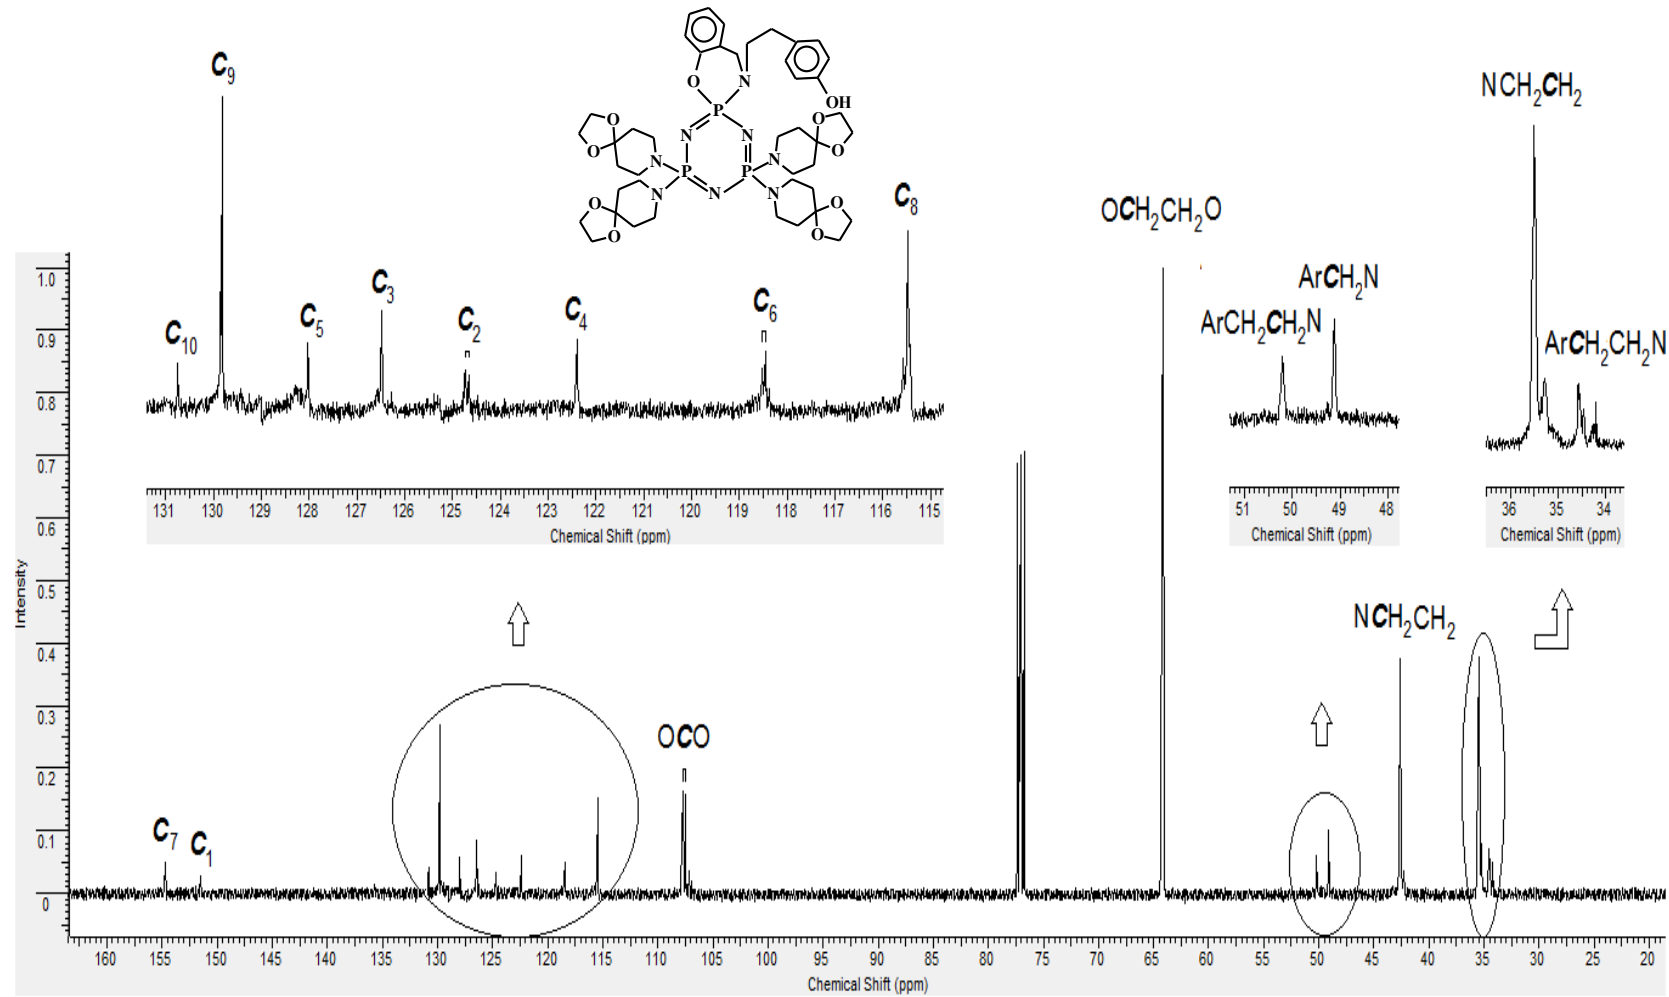 C9
C10
C5
C3
C2
C4
C6
C8
O
N
OH
P
N
N
O
O
N
P
N
P
N
O
O
O
O
N
N
O
O
OCH2CH2O
ArCH2CH2N
ArCH2N
NCH2CH2
ArCH2CH2N
131 130 129 128 127 126 125 124 123 122 121 120 119 118 117 116 115
Chemical Shift (ppm)
51 50 49 48
Chemical Shift (ppm)
36 35 34
Chemical Shift (ppm)
1.0
0.9
0.8
0.7
0.6
0.5
0.4
0.3
0.2
0.1
0
Intensity
C7
C1
OCO
NCH2CH2
160 155 150 145 140 135 130 125 120 115 110 105 100 95 90 85 80 75 70 65 60 55 50 45 40 35 30 25 20
Chemical Shift (ppm)